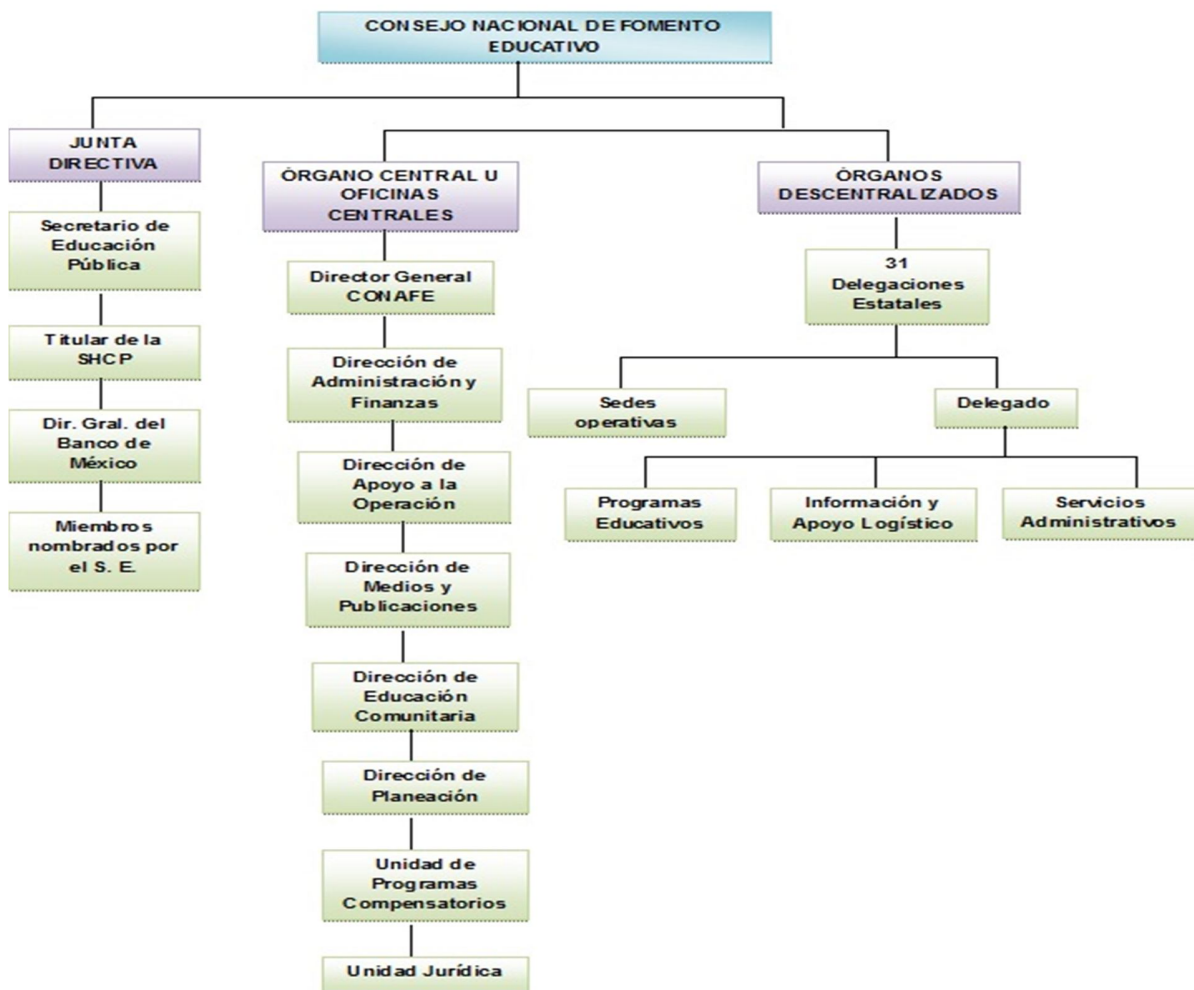 CONSEJO NACIONAL DE FOMENTO
EDUCATIVO
JUNTA
DIRECTIVA
Secretario de
Educación
Pública
Titular de la
SHCP
Dir. Gral. del
Banco de
México
Miembros
nombrados por
el S. E.
ÓRGANO CENTRAL U
OFICINAS
CENTRALES
Director General
CONAFE
Dirección de
Administración y
Finanzas
Dirección de
Apoyo a la
Operación
Dirección de
Medios y
Publicaciones
Dirección de
Educación
Comunitaria
Dirección de
Planeación
Unidad de
Programas
Compensatorios
Unidad Jurídica
ÓRGANOS
DESCENTRALIZADOS
31
Delegaciones
Estatales
Sedes
operativas
Delegado
Programas
Educativos
Información y
Apoyo Logístico
Servicios
Administrativos